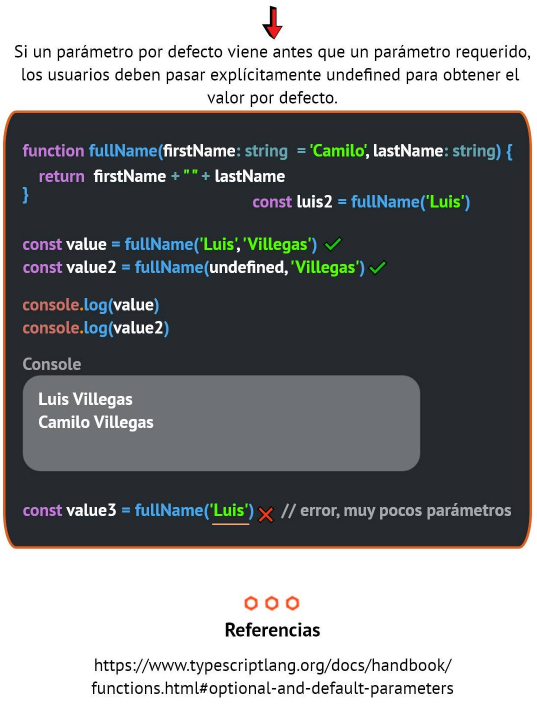 Si un parámetro por defecto viene antes que un parámetro requerido,
los usuarios deben pasar explícitamente undefined para obtener el
valor por defecto.
function fullName(firstName: string = 'Camilo', lastName: string) {
return firstName + " " + lastName
}
const luis2 = fullName('Luis')
const value = fullName('Luis', 'Villegas')
const value2 = fullName(undefined, 'Villegas')
console.log(value)
console.log(value2)
Console
Luis Villegas
Camilo Villegas
const value3 = fullName('Luis') // error, muy pocos parámetros
Referencias
https://www.typescriptlang.org/docs/handbook/
functions.html#optional-and-default-parameters